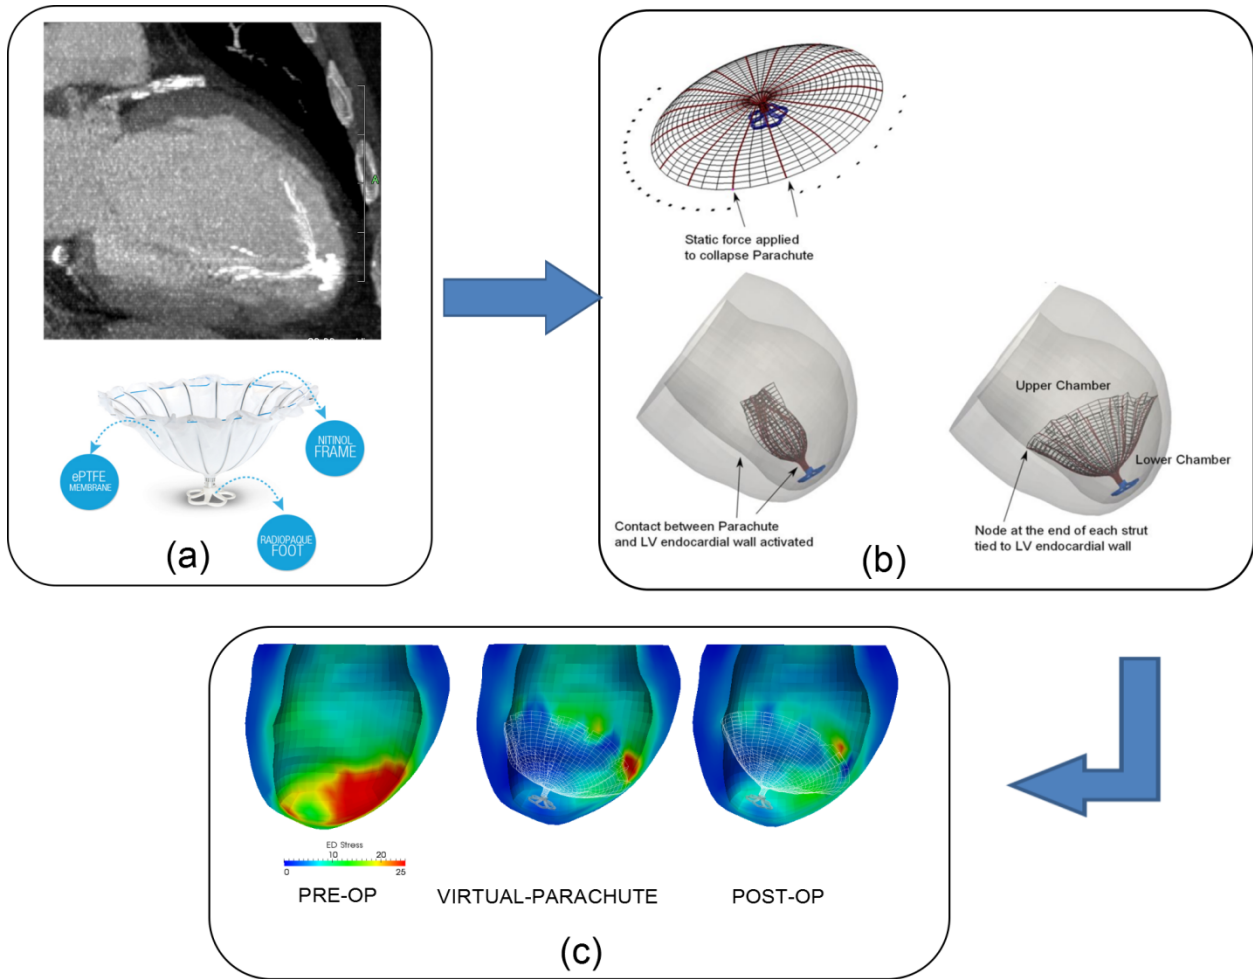 A
NITINOL
FRAME
ePTFE
MEMBRANE
RADIOPAQUE
FOOT
(a)
Static force applied
to collapse Parachute
Contact between Parachute
and LV endocardial wall activated
Upper Chamber
Lower Chamber
Node at the end of each strut
tied to LV endocardial wall
(b)
ED Stress
0 10 20 25
PRE-OP
VIRTUAL-PARACHUTE
POST-OP
(c)